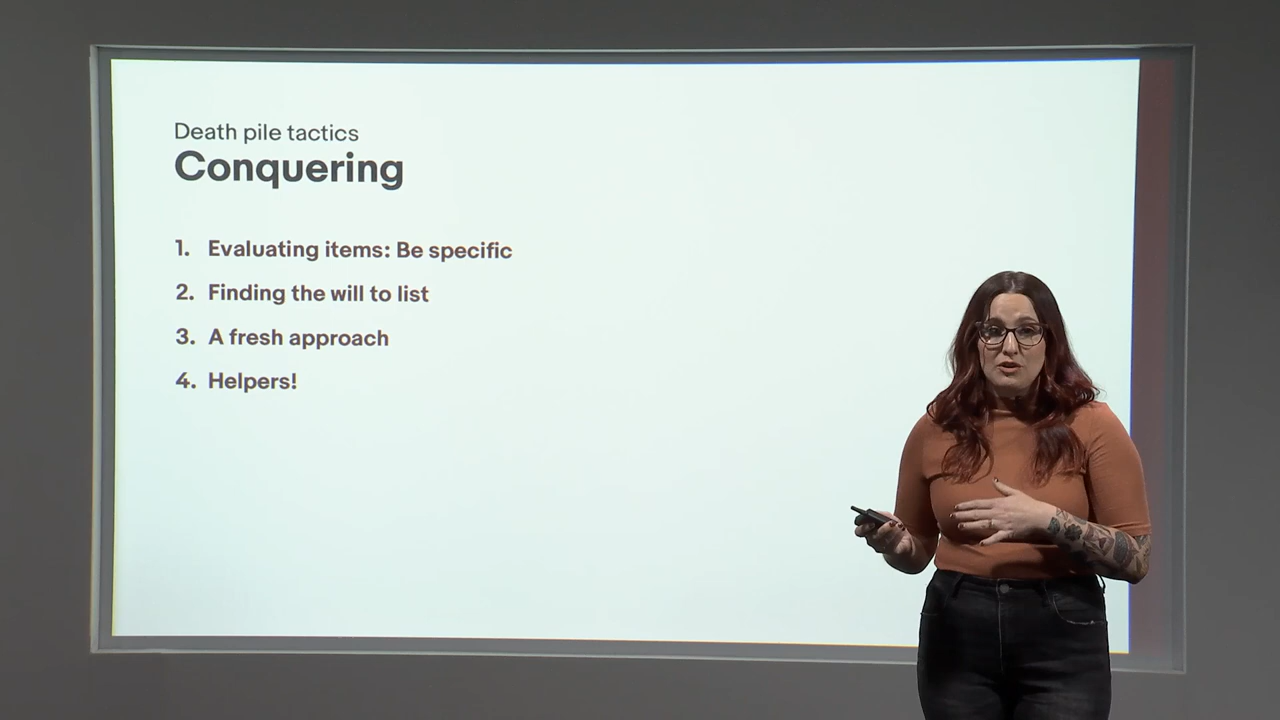 Death pile tactics
Conquering
1. Evaluating items: Be specific
2. Finding the will to list
3. A fresh approach
4. Helpers!